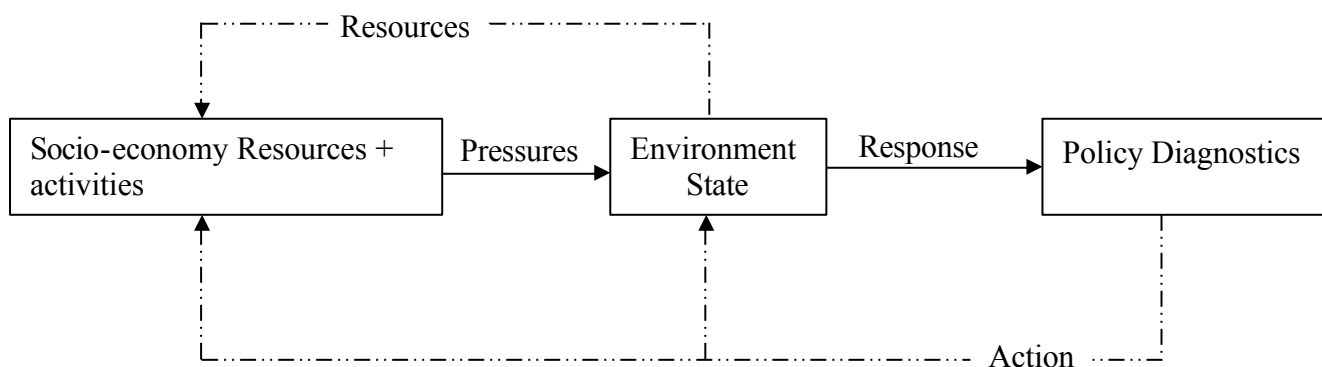 Resources
Socio-economy Resources +
activities
Pressures
Environment
State
Response
Policy Diagnostics
Action